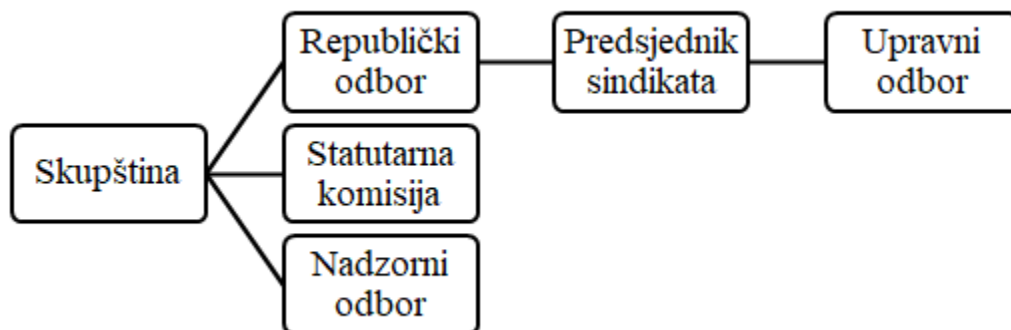 Republički
odbor
Predsjednik
sindikata
Upravni
odbor
Skupština
Statutarna
komisija
Nadzorni
odbor